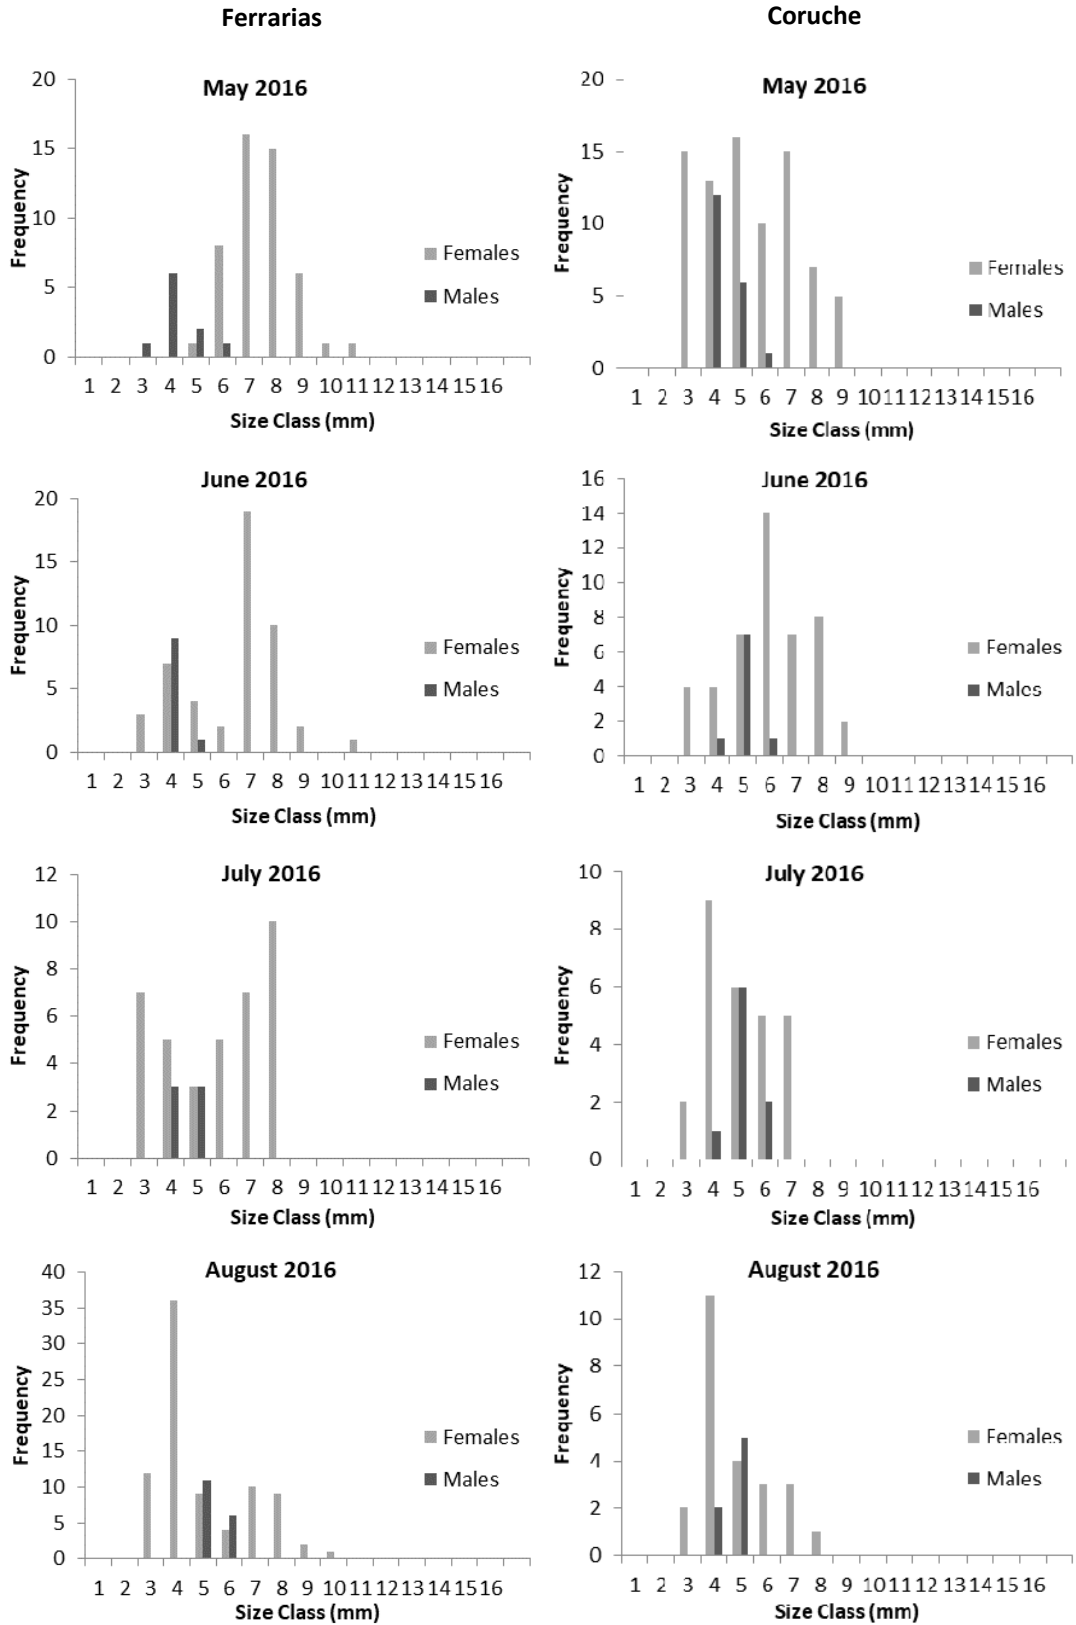 Ferrarias
Coruche
May 2016
20
15
10
5
0
Frequency
Females
Males
1 2 3 4 5 6 7 8 9 10 11 12 13 14 15 16
Size Class (mm)
May 2016
20
15
10
5
0
Frequency
Females
Males
1 2 3 4 5 6 7 8 9 10 11 12 13 14 15 16
Size Class (mm)
June 2016
20
15
10
5
0
Frequency
Females
Males
1 2 3 4 5 6 7 8 9 10 11 12 13 14 15 16
Size Class (mm)
June 2016
16
14
12
10
8
6
4
2
0
Frequency
Females
Males
1 2 3 4 5 6 7 8 9 10 11 12 13 14 15 16
Size Class (mm)
July 2016
12
10
8
6
4
2
0
Frequency
Females
Males
1 2 3 4 5 6 7 8 9 10 11 12 13 14 15 16
Size Class (mm)
July 2016
10
8
6
4
2
0
Frequency
Females
Males
1 2 3 4 5 6 7 8 9 10 11 12 13 14 15 16
Size Class (mm)
August 2016
40
35
30
25
20
15
10
5
0
Frequency
Females
Males
1 2 3 4 5 6 7 8 9 10 11 12 13 14 15 16
Size Class (mm)
August 2016
12
10
8
6
4
2
0
Frequency
Females
Males
1 2 3 4 5 6 7 8 9 10 11 12 13 14 15 16
Size Class (mm)